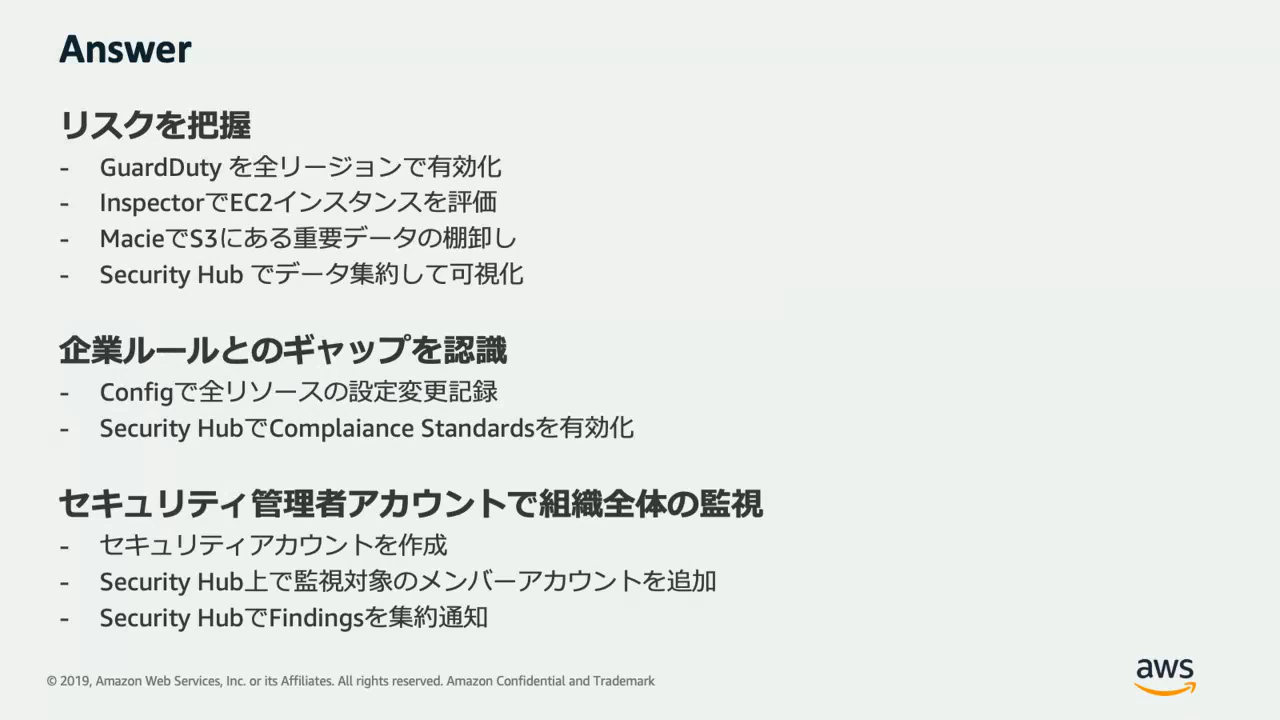 Answer
リスクを把握
- GuardDuty を全リージョンで有効化
- InspectorでEC2インスタンスを評価
- MacieでS3にある重要データの棚卸し
- Security Hub でデータ集約して可視化
企業ルールとのギャップを認識
- Configで全リソースの設定変更記録
- Security HubでComplaiance Standardsを有効化
セキュリティ管理者アカウントで組織全体の監視
- セキュリティアカウントを作成
- Security Hub上で監視対象のメンバーアカウントを追加
- Security HubでFindingsを集約通知
© 2019, Amazon Web Services, Inc. or its Affiliates. All rights reserved. Amazon Confidential and Trademark
aws